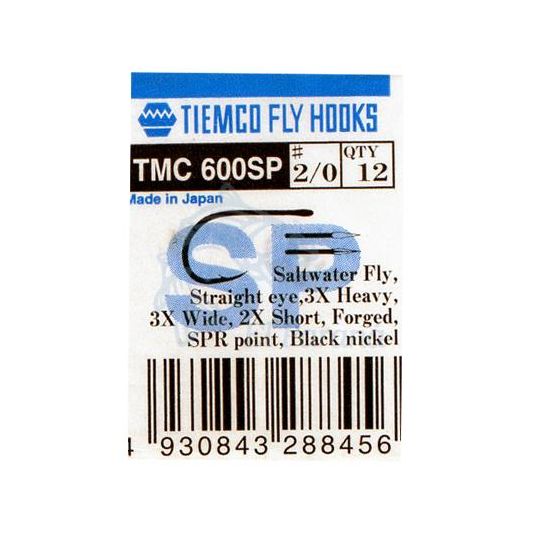 TIEMCO FLY HOOKS
TMC 600SP # 2/0 QTY 12
Made in Japan
SP
Saltwater Fly,
Straight eye,3X Heavy,
3X Wide, 2X Short, Forged,
SPR point, Black nickel
4 930843 288456